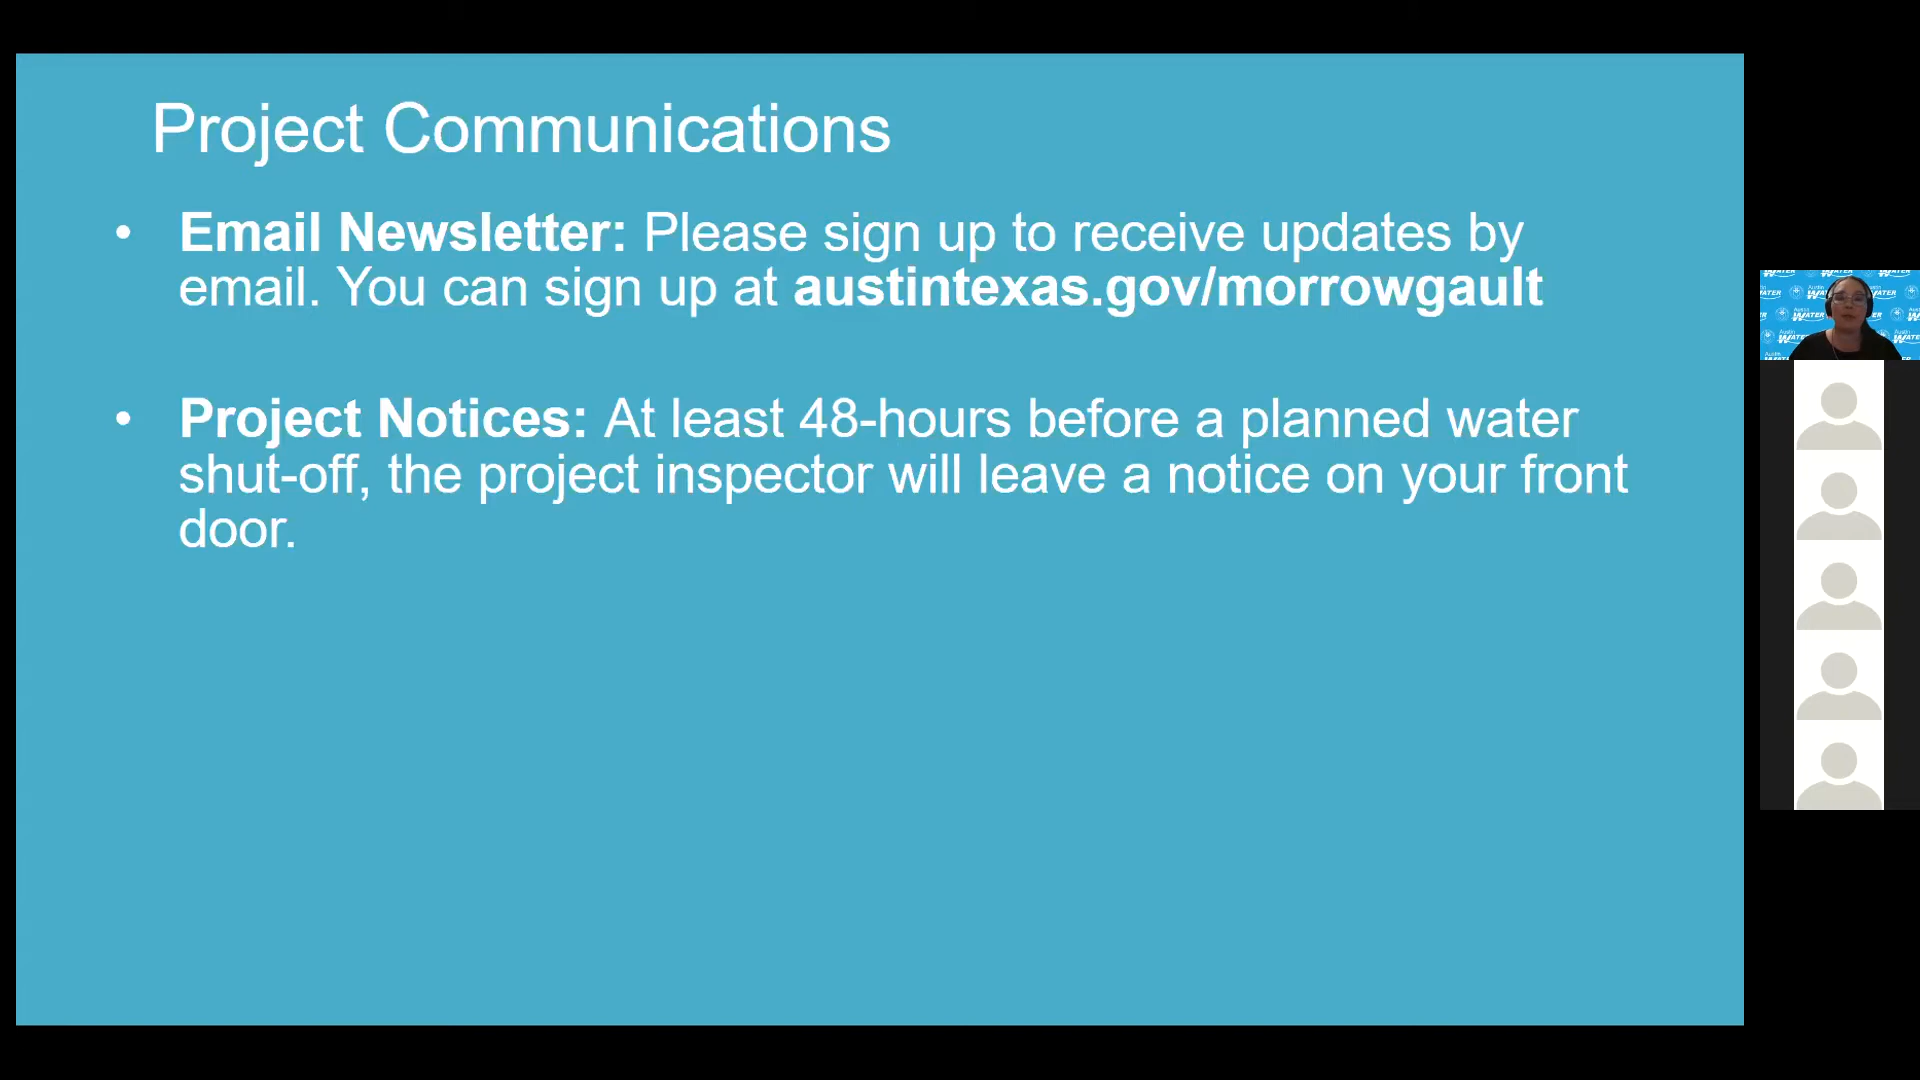 Project Communications
• Email Newsletter: Please sign up to receive updates by
email. You can sign up at austintexas.gov/morrowgault
• Project Notices: At least 48-hours before a planned water
shut-off, the project inspector will leave a notice on your front
door.
Austin
WATER